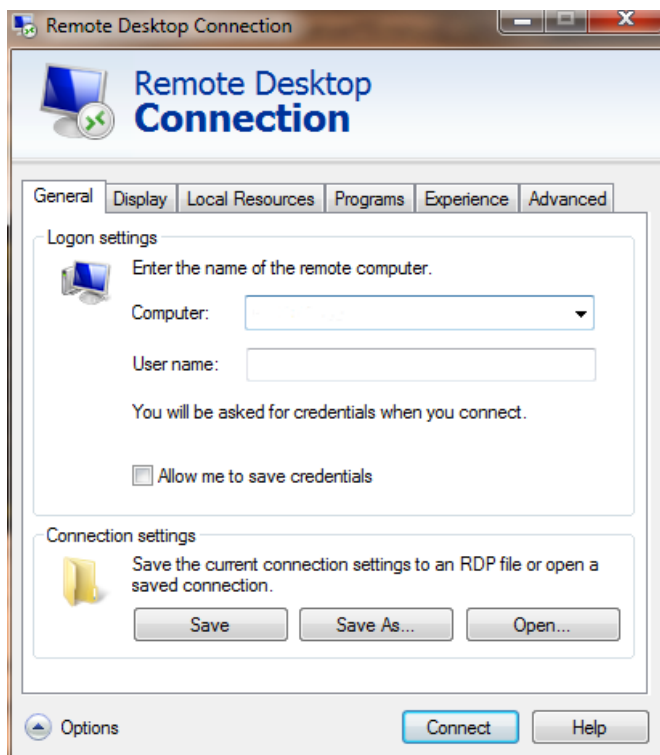 Remote Desktop Connection
Remote Desktop
Connection
General Display Local Resources Programs Experience Advanced
Logon settings
Enter the name of the remote computer.
Computer:
User name:
You will be asked for credentials when you connect.
Allow me to save credentials
Connection settings
Save the current connection settings to an RDP file or open a
saved connection.
Save Save As... Open...
Options Connect Help